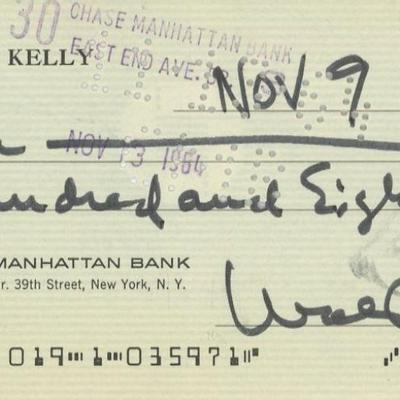 30 CHASE MANHATTAN BANK
EAST END AVE.
KELLY
NOV 9
NOV 13 1964
undred and Eigh
MANHATTAN BANK
r. 39th Street, New York, N. Y.
Wal
019 1 035971